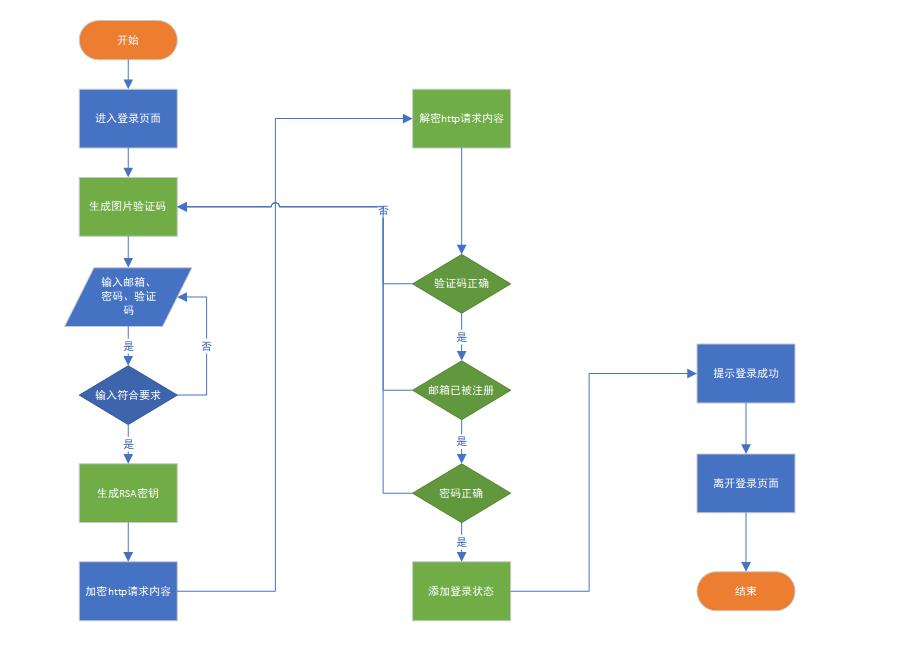 开始
进入登录页面
生成图片验证码
输入邮箱、
密码、验证
码
是
否
输入符合要求
是
生成RSA密钥
加密http请求内容
解密http请求内容
否
验证码正确
是
邮箱已被注册
是
密码正确
是
添加登录状态
提示登录成功
离开登录页面
结束